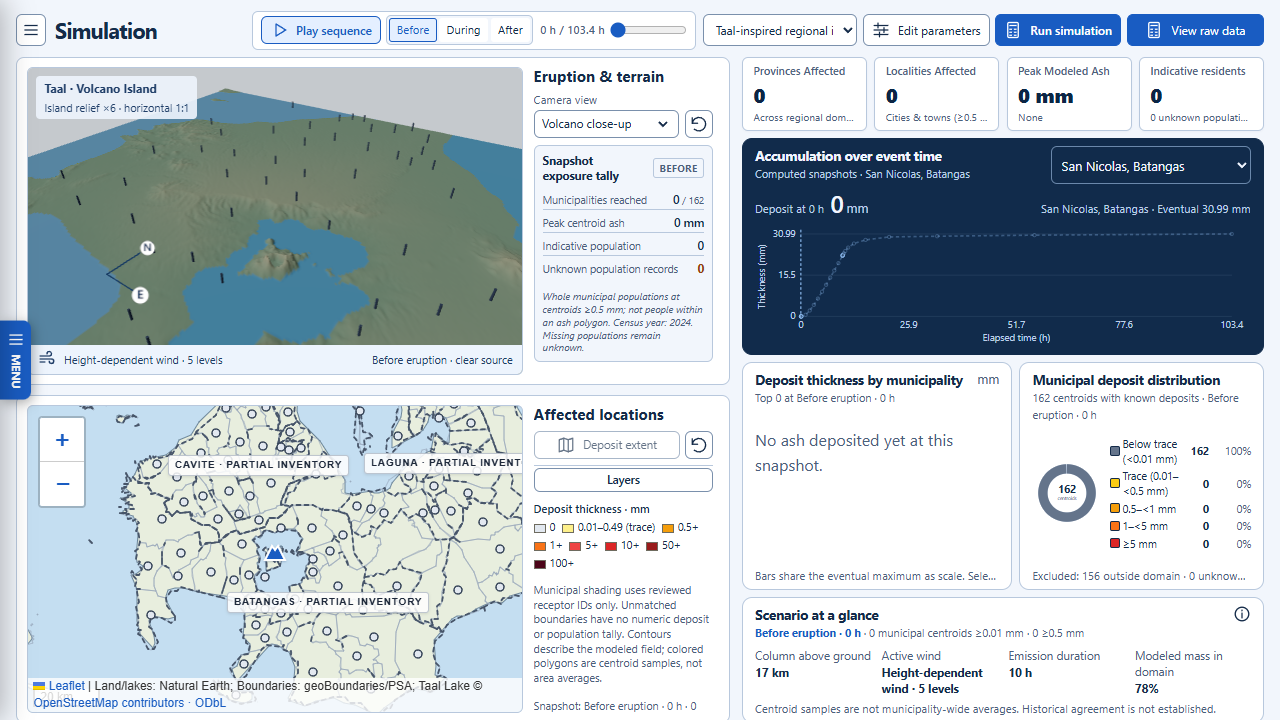 Simulation
Play sequence
Before
During
After
0 h / 103.4 h
Taal-inspired regional i
Edit parameters
Run simulation
View raw data
Taal · Volcano Island
Island relief ×6 · horizontal 1:1
N
E
Height-dependent wind · 5 levels
Before eruption · clear source
MENU
Eruption & terrain
Camera view
Volcano close-up
Snapshot
exposure tally
BEFORE
Municipalities reached 0 / 162
Peak centroid ash 0 mm
Indicative population 0
Unknown population records 0
Whole municipal populations at
centroids ≥0.5 mm; not people within
an ash polygon. Census year: 2024.
Missing populations remain
unknown.
Provinces Affected
0
Across regional dom...
Localities Affected
0
Cities & towns (≥0.5 ...
Peak Modeled Ash
0 mm
None
Indicative residents
0
0 unknown populati...
Accumulation over event time
Computed snapshots · San Nicolas, Batangas
San Nicolas, Batangas
Deposit at 0 h 0 mm
San Nicolas, Batangas · Eventual 30.99 mm
Thickness (mm)
30.99
15.5
0
0 25.9 51.7 77.6 103.4
Elapsed time (h)
+
−
CAVITE · PARTIAL INVENTORY
LAGUNA · PARTIAL INVENT
BATANGAS · PARTIAL INVENTORY
Leaflet | Land/lakes: Natural Earth; Boundaries: geoBoundaries/PSA; Taal Lake ©
OpenStreetMap contributors · ODbL
Affected locations
Deposit extent
Layers
Deposit thickness · mm
0 0.01–0.49 (trace) 0.5+
1+ 5+ 10+ 50+
100+
Municipal shading uses reviewed
receptor IDs only. Unmatched
boundaries have no numeric deposit
or population tally. Contours
describe the modeled field; colored
polygons are centroid samples, not
area averages.
Snapshot: Before eruption · 0 h · 0
Deposit thickness by municipality mm
Top 0 at Before eruption · 0 h
No ash deposited yet at this
snapshot.
Bars share the eventual maximum as scale. Sele...
Municipal deposit distribution
162 centroids with known deposits · Before
eruption · 0 h
162
centroids
Below trace
(<0.01 mm) 162 100%
Trace (0.01–
<0.5 mm) 0 0%
0.5–<1 mm 0 0%
1–<5 mm 0 0%
≥5 mm 0 0%
Excluded: 156 outside domain · 0 unknow...
Scenario at a glance
Before eruption · 0 h · 0 municipal centroids ≥0.01 mm · 0 ≥0.5 mm
Column above ground
17 km
Active wind
Height-dependent
wind · 5 levels
Emission duration
10 h
Modeled mass in
domain
78%
Centroid samples are not municipality-wide averages. Historical agreement is not established.